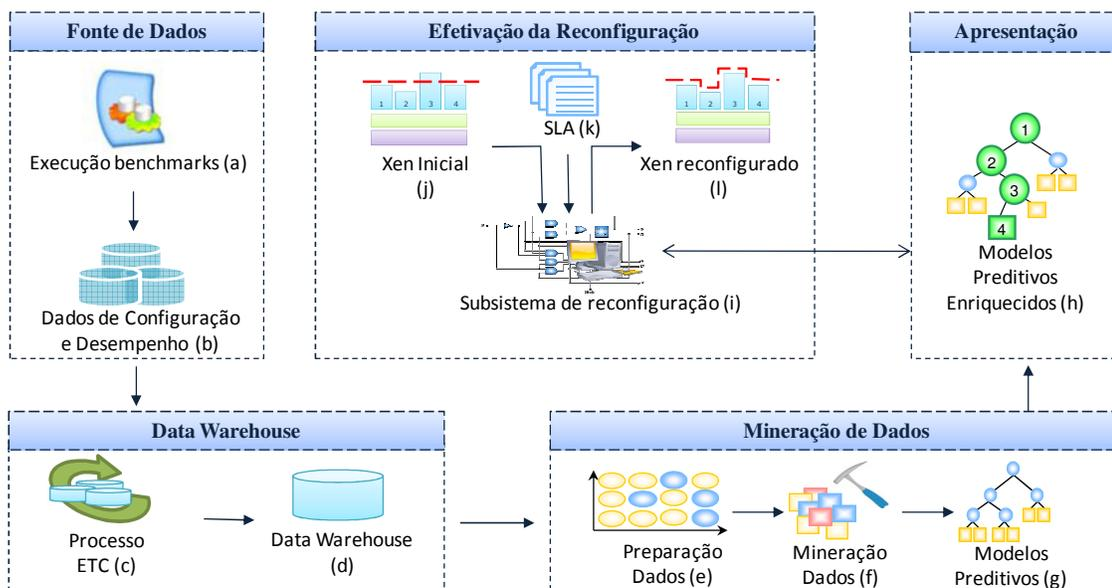 Fonte de Dados
Execução benchmarks (a)
Dados de Configuração
e Desempenho (b)
Efetivação da Reconfiguração
1 2 3 4
Xen Inicial
(j)
SLA (k)
1 2 3 4
Xen reconfigurado
(l)
Subsistema de reconfiguração (i)
Apresentação
1
2
3
4
Modelos
Preditivos
Enriquecidos (h)
Data Warehouse
Processo
ETC (c)
Data Warehouse
(d)
Mineração de Dados
Preparação
Dados (e)
Mineração
Dados (f)
Modelos
Preditivos (g)